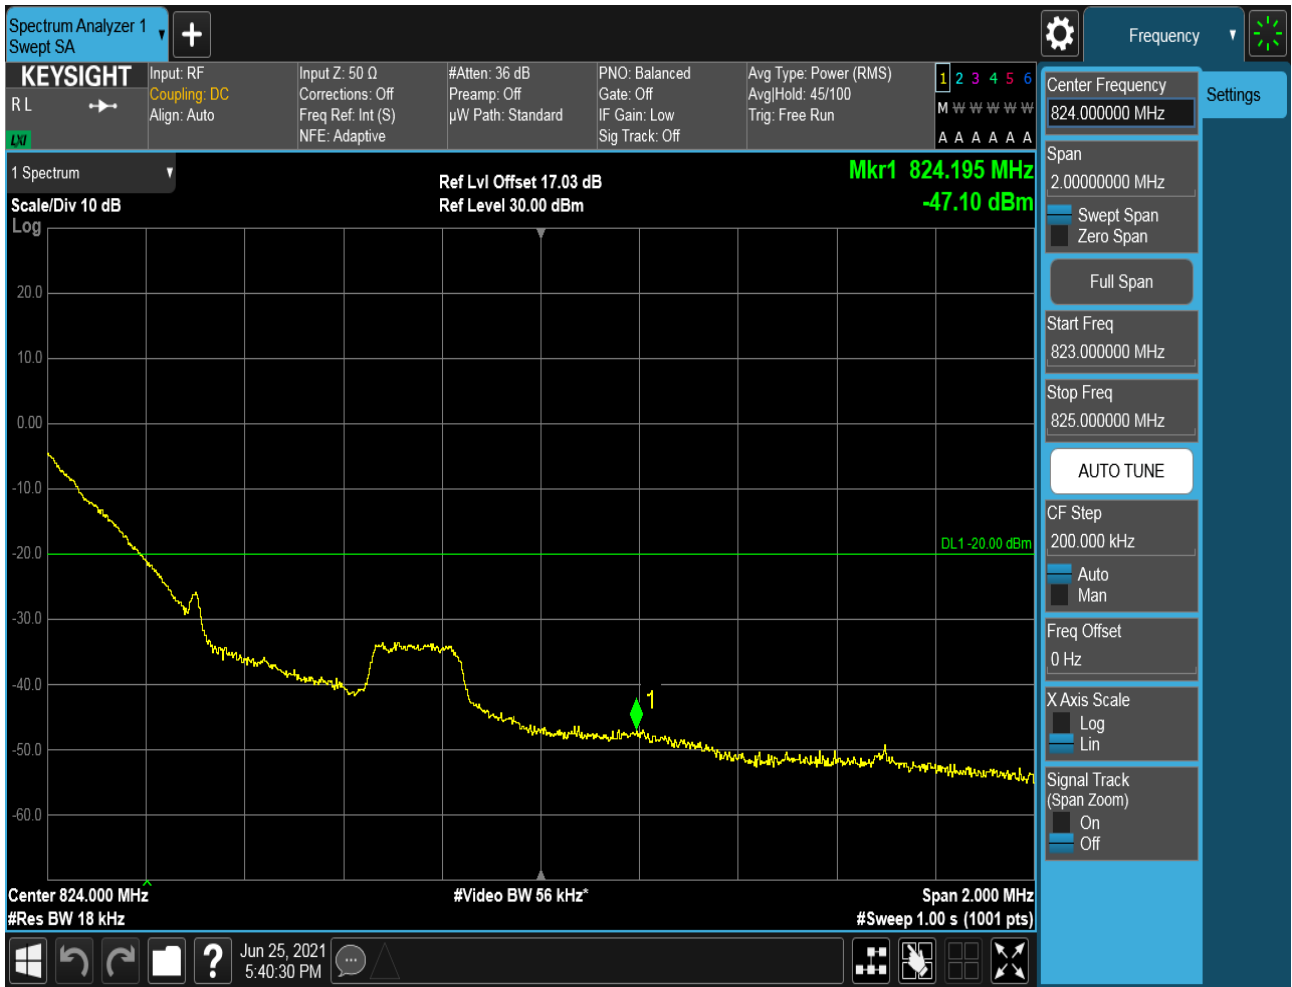 Spectrum Analyzer 1
Swept SA
Frequency
KEYSIGHT
R L
LXI
Input: RF
Coupling: DC
Align: Auto
Input Z: 50 Ω
Corrections: Off
Freq Ref: Int (S)
NFE: Adaptive
#Atten: 36 dB
Preamp: Off
µW Path: Standard
PNO: Balanced
Gate: Off
IF Gain: Low
Sig Track: Off
Avg Type: Power (RMS)
Avg|Hold: 45/100
Trig: Free Run
1 2 3 4 5 6
M W W W W W
A A A A A A
1 Spectrum
Scale/Div 10 dB
Log
Ref Lvl Offset 17.03 dB
Ref Level 30.00 dBm
Mkr1 824.195 MHz
-47.10 dBm
20.0
10.0
0.00
-10.0
-20.0
-30.0
-40.0
-50.0
-60.0
DL1 -20.00 dBm
1
Center 824.000 MHz
#Res BW 18 kHz
#Video BW 56 kHz*
Span 2.000 MHz
#Sweep 1.00 s (1001 pts)
Center Frequency
824.000000 MHz
Settings
Span
2.00000000 MHz
Swept Span
Zero Span
Full Span
Start Freq
823.000000 MHz
Stop Freq
825.000000 MHz
AUTO TUNE
CF Step
200.000 kHz
Auto
Man
Freq Offset
0 Hz
X Axis Scale
Log
Lin
Signal Track
(Span Zoom)
On
Off
?
Jun 25, 2021
5:40:30 PM